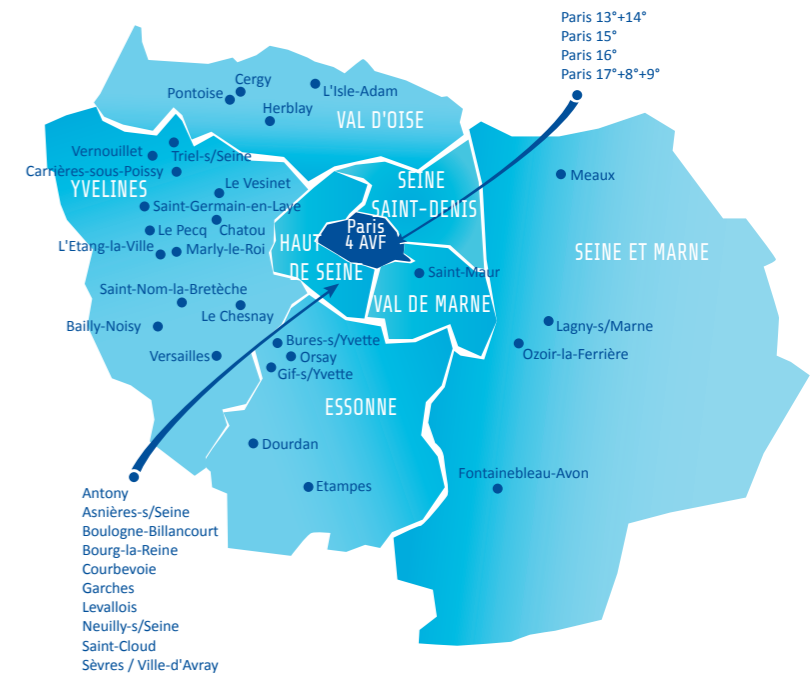 Paris 13°+14°
Paris 15°
Paris 16°
Paris 17°+8°+9°
Cergy
Pontoise
L'Isle-Adam
Herblay
VAL D'OISE
Vernouillet
Triel-s/Seine
Carrières-sous-Poissy
YVELINES
Le Vesinet
Saint-Germain-en-Laye
Le Pecq
Chatou
L'Etang-la-Ville
Marly-le-Roi
Saint-Nom-la-Bretèche
Le Chesnay
Bailly-Noisy
Versailles
SEINE
SAINT-DENIS
Paris
4 AVF
HAUT
DE SEINE
Saint-Maur
VAL DE MARNE
Meaux
SEINE ET MARNE
Lagny-s/Marne
Ozoir-la-Ferrière
Bures-s/Yvette
Orsay
Gif-s/Yvette
ESSONNE
Dourdan
Etampes
Fontainebleau-Avon
Antony
Asnières-s/Seine
Boulogne-Billancourt
Bourg-la-Reine
Courbevoie
Garches
Levallois
Neuilly-s/Seine
Saint-Cloud
Sèvres / Ville-d'Avray